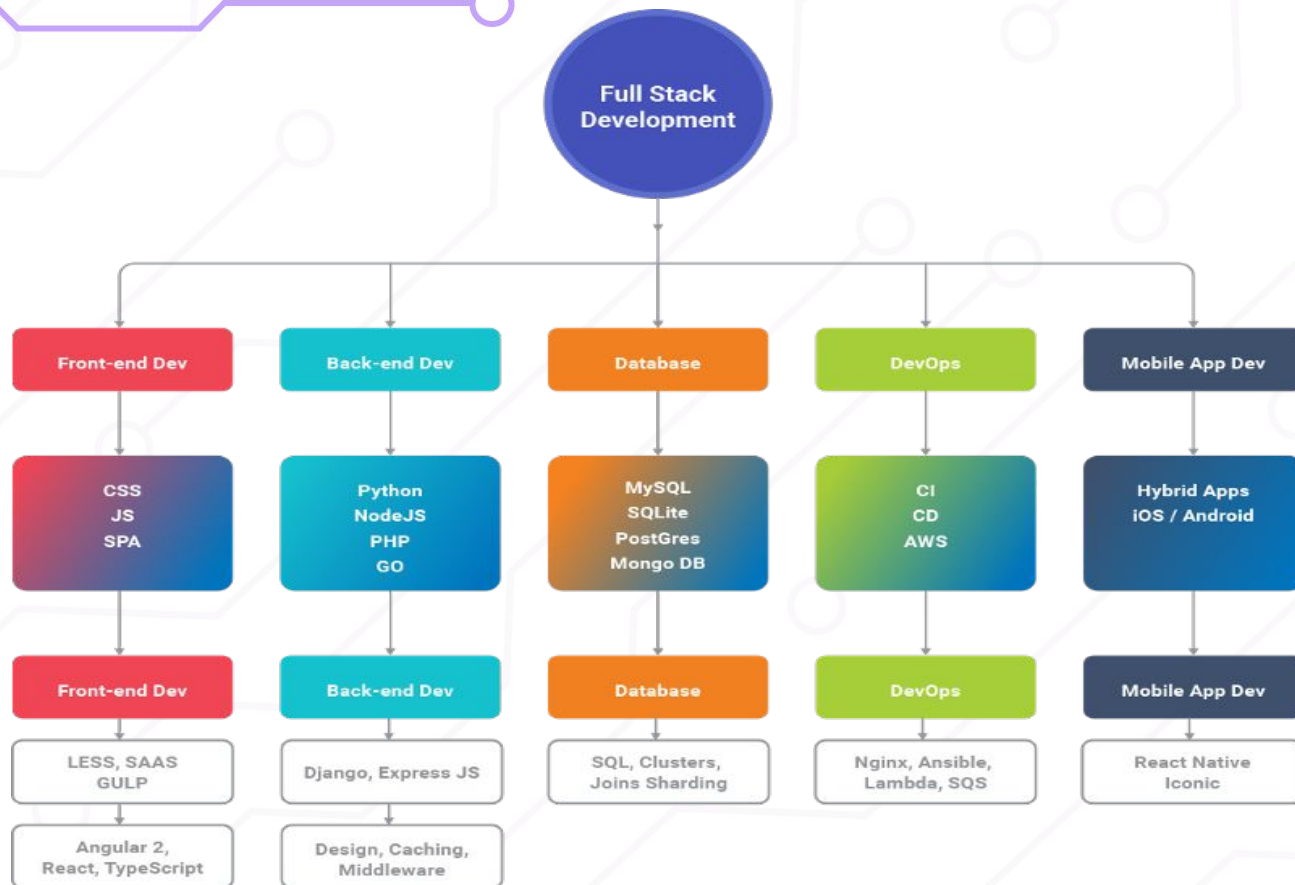 Full Stack
Development
Front-end Dev
Back-end Dev
Database
DevOps
Mobile App Dev
CSS
JS
SPA
Python
NodeJS
PHP
GO
MySQL
SQLite
PostGres
Mongo DB
CI
CD
AWS
Hybrid Apps
iOS / Android
Front-end Dev
Back-end Dev
Database
DevOps
Mobile App Dev
LESS, SAAS
GULP
Django, Express JS
SQL, Clusters,
Joins Sharding
Nginx, Ansible,
Lambda, SQS
React Native
Iconic
Angular 2,
React, TypeScript
Design, Caching,
Middleware